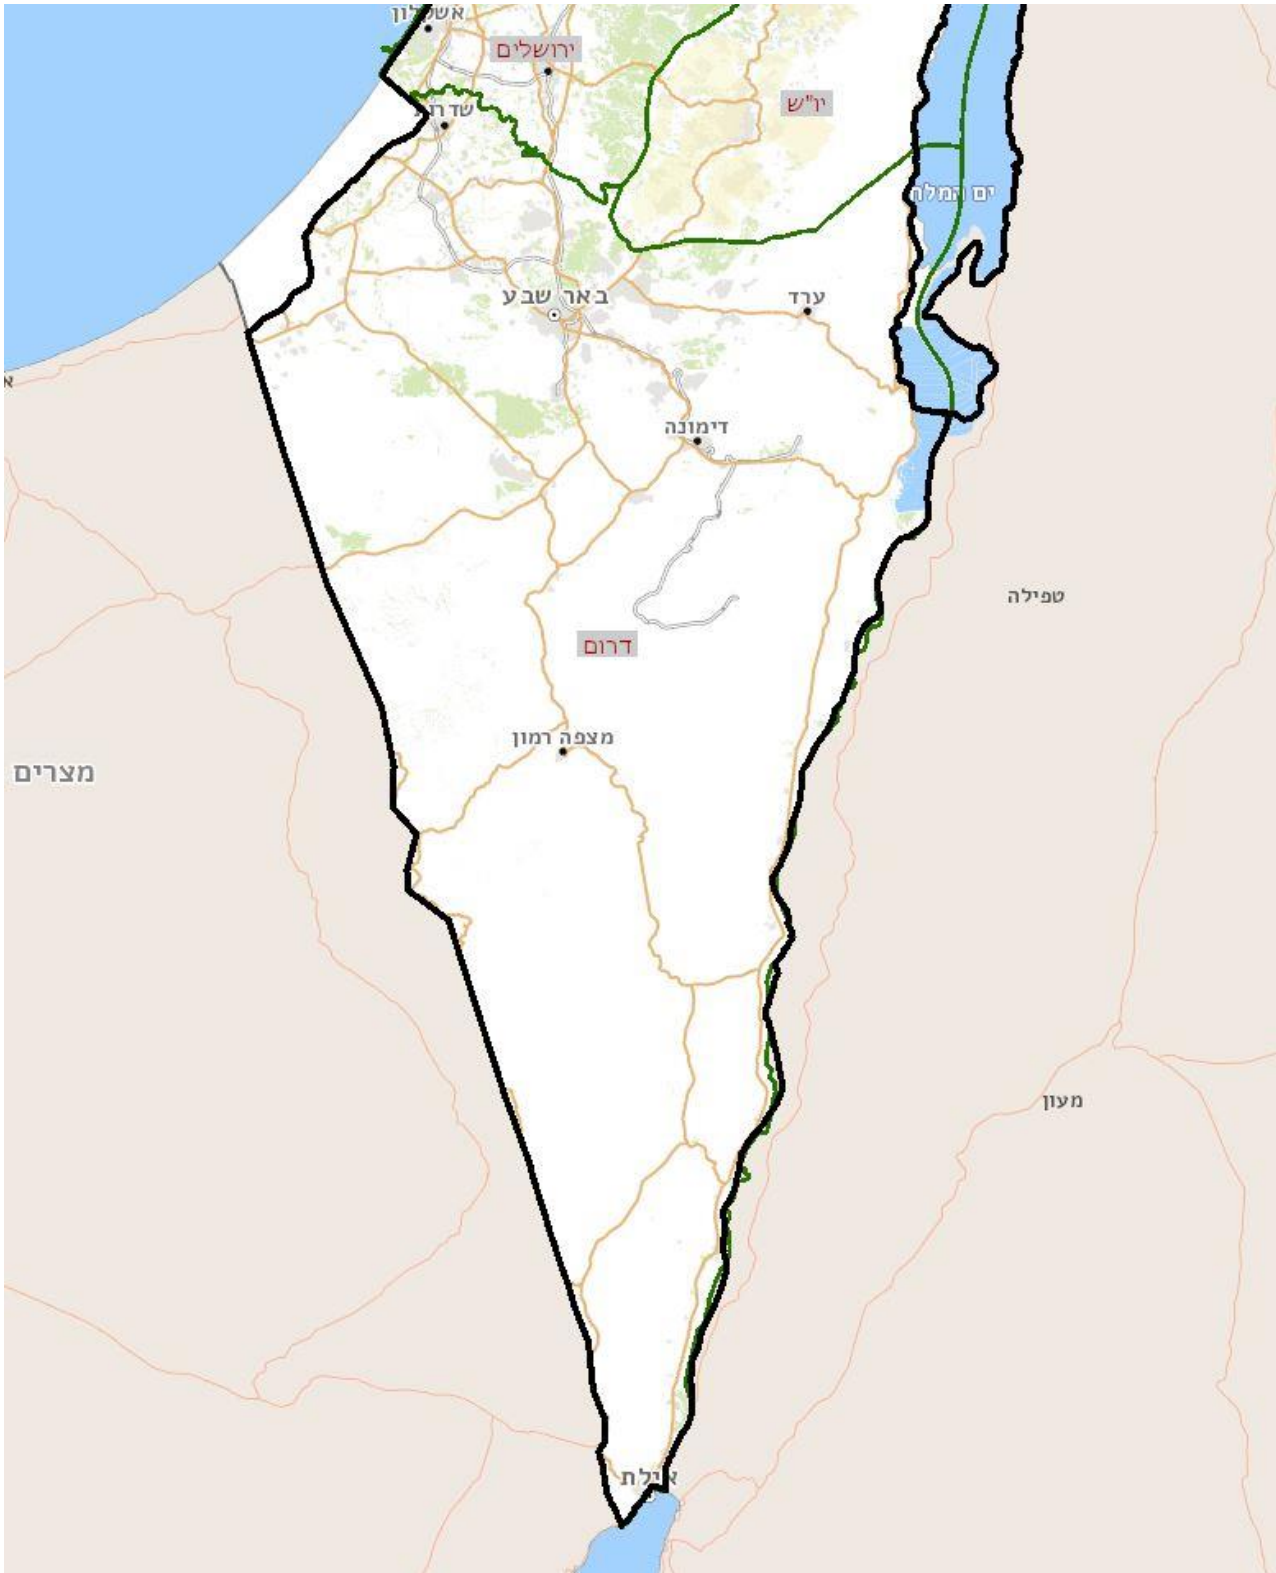 אשקלון
ירושלים
יו"ש
שדרות
ים המלח
באר שבע
ערד
א
דימונה
טפילה
דרום
מצפה רמון
מצרים
מעון
אילת